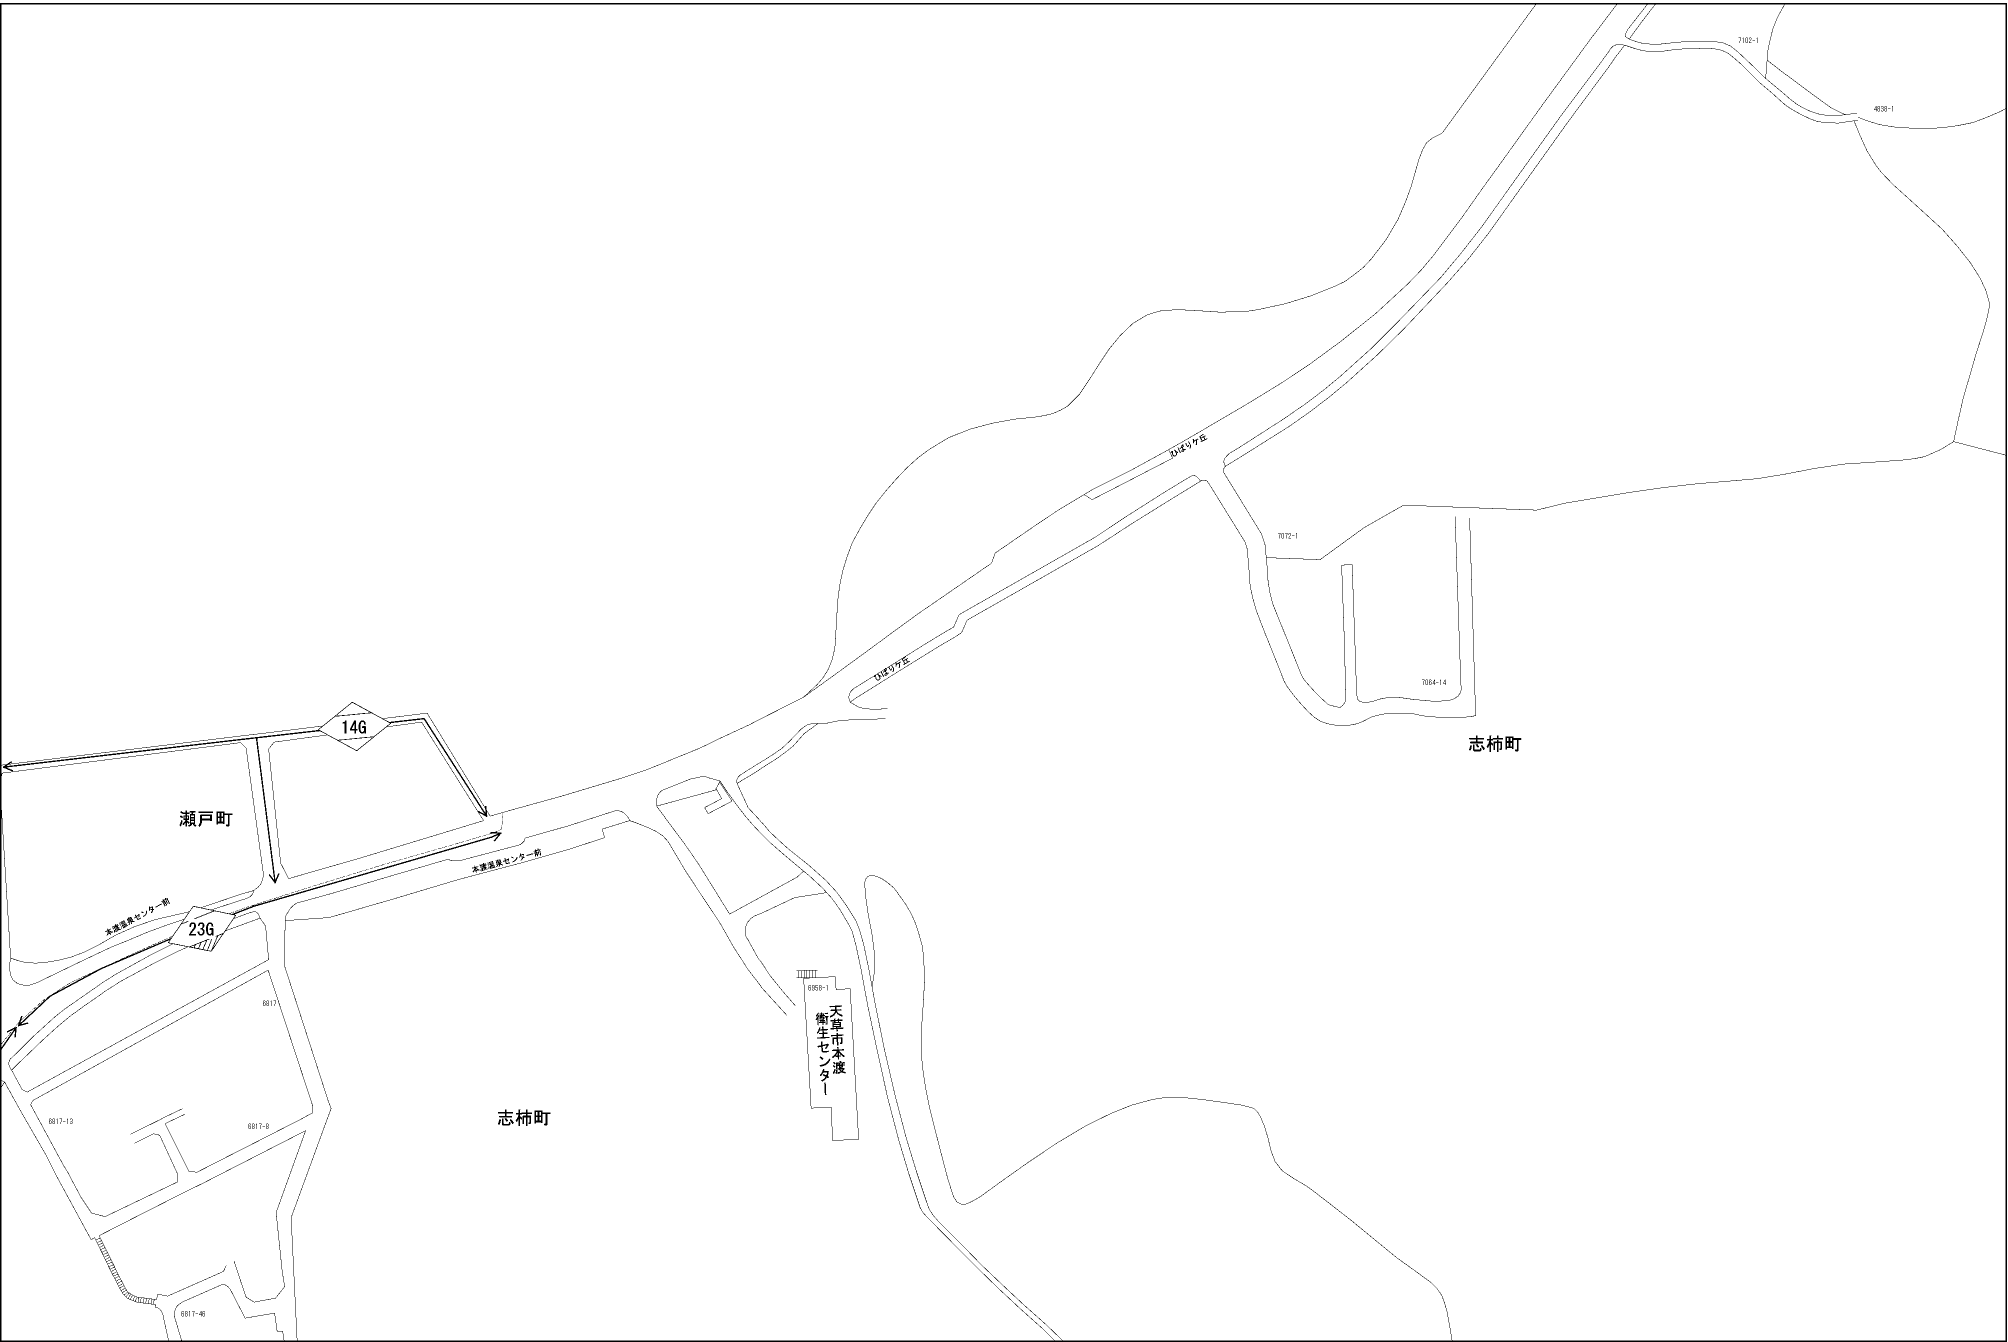 7102-1
4838-1
ひばりケ丘
7072-1
ひばりケ丘
7064-14
14G
志柿町
瀬戸町
本渡温泉センター前
本渡温泉センター前
23G
6958-1
6817
天草市本渡
衛生センター
6817-13
6817-8
志柿町
6817-46